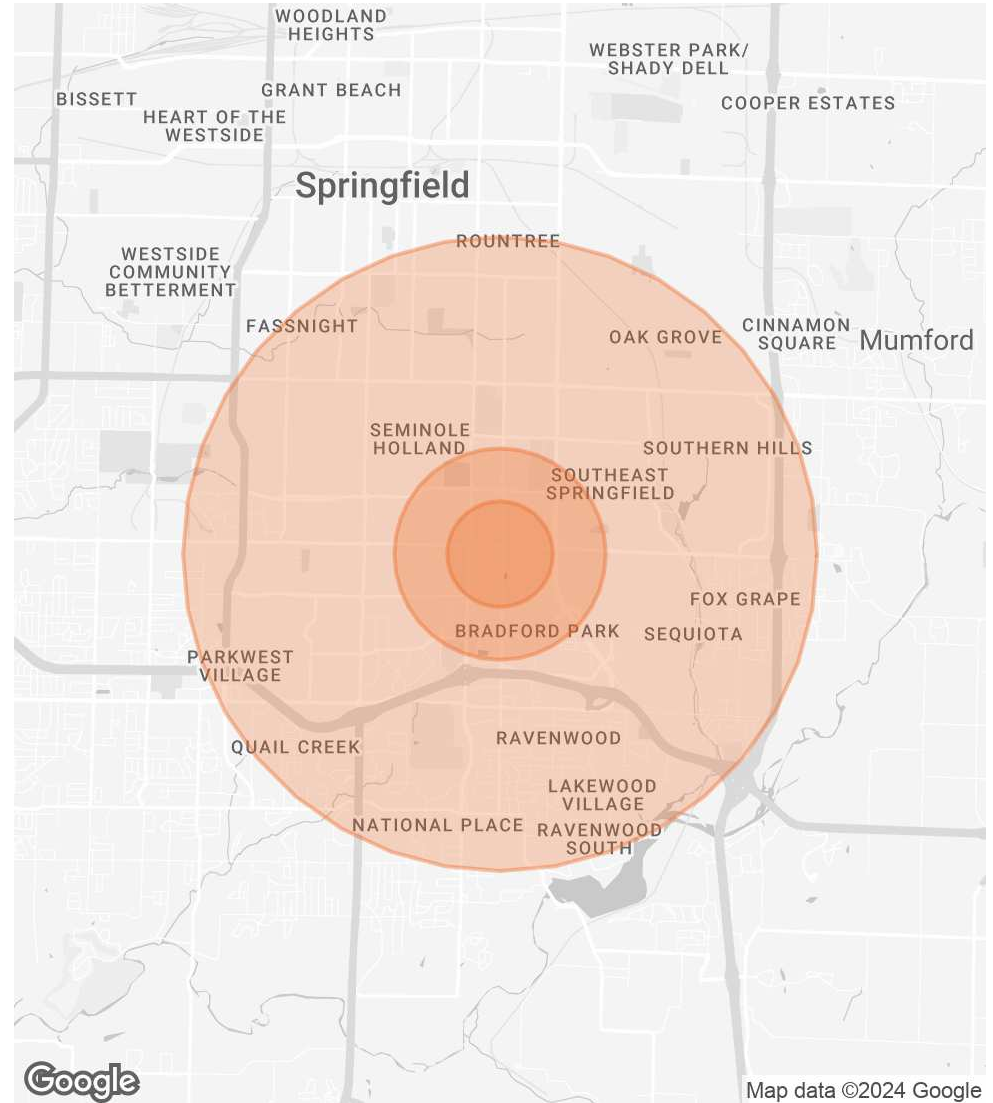 WOODLAND
HEIGHTS
WEBSTER PARK/
SHADY DELL
BISSETT
GRANT BEACH
COOPER ESTATES
HEART OF THE
WESTSIDE
Springfield
ROUNTREE
WESTSIDE
COMMUNITY
BETTERMENT
FASSNIGHT
OAK GROVE
CINNAMON
SQUARE
Mumford
SEMINOLE
HOLLAND
SOUTHERN HILLS
SOUTHEAST
SPRINGFIELD
FOX GRAPE
BRADFORD PARK
SEQUIOTA
PARKWEST
VILLAGE
QUAIL CREEK
RAVENWOOD
LAKEWOOD
VILLAGE
NATIONAL PLACE
RAVENWOOD
SOUTH
Google
Map data ©2024 Google